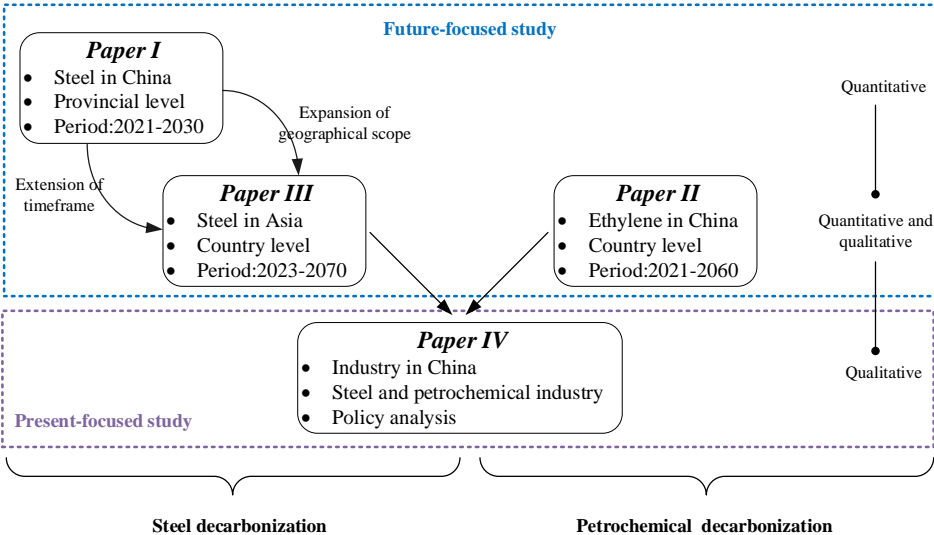 Future-focused study
Paper I
• Steel in China
• Provincial level
• Period:2021-2030
Expansion of
geographical scope
Extension of
timeframe
Paper III
• Steel in Asia
• Country level
• Period:2023-2070
Paper II
• Ethylene in China
• Country level
• Period:2021-2060
Quantitative
Quantitative and
qualitative
Qualitative
Paper IV
• Industry in China
• Steel and petrochemical industry
• Policy analysis
Present-focused study
Steel decarbonization
Petrochemical decarbonization